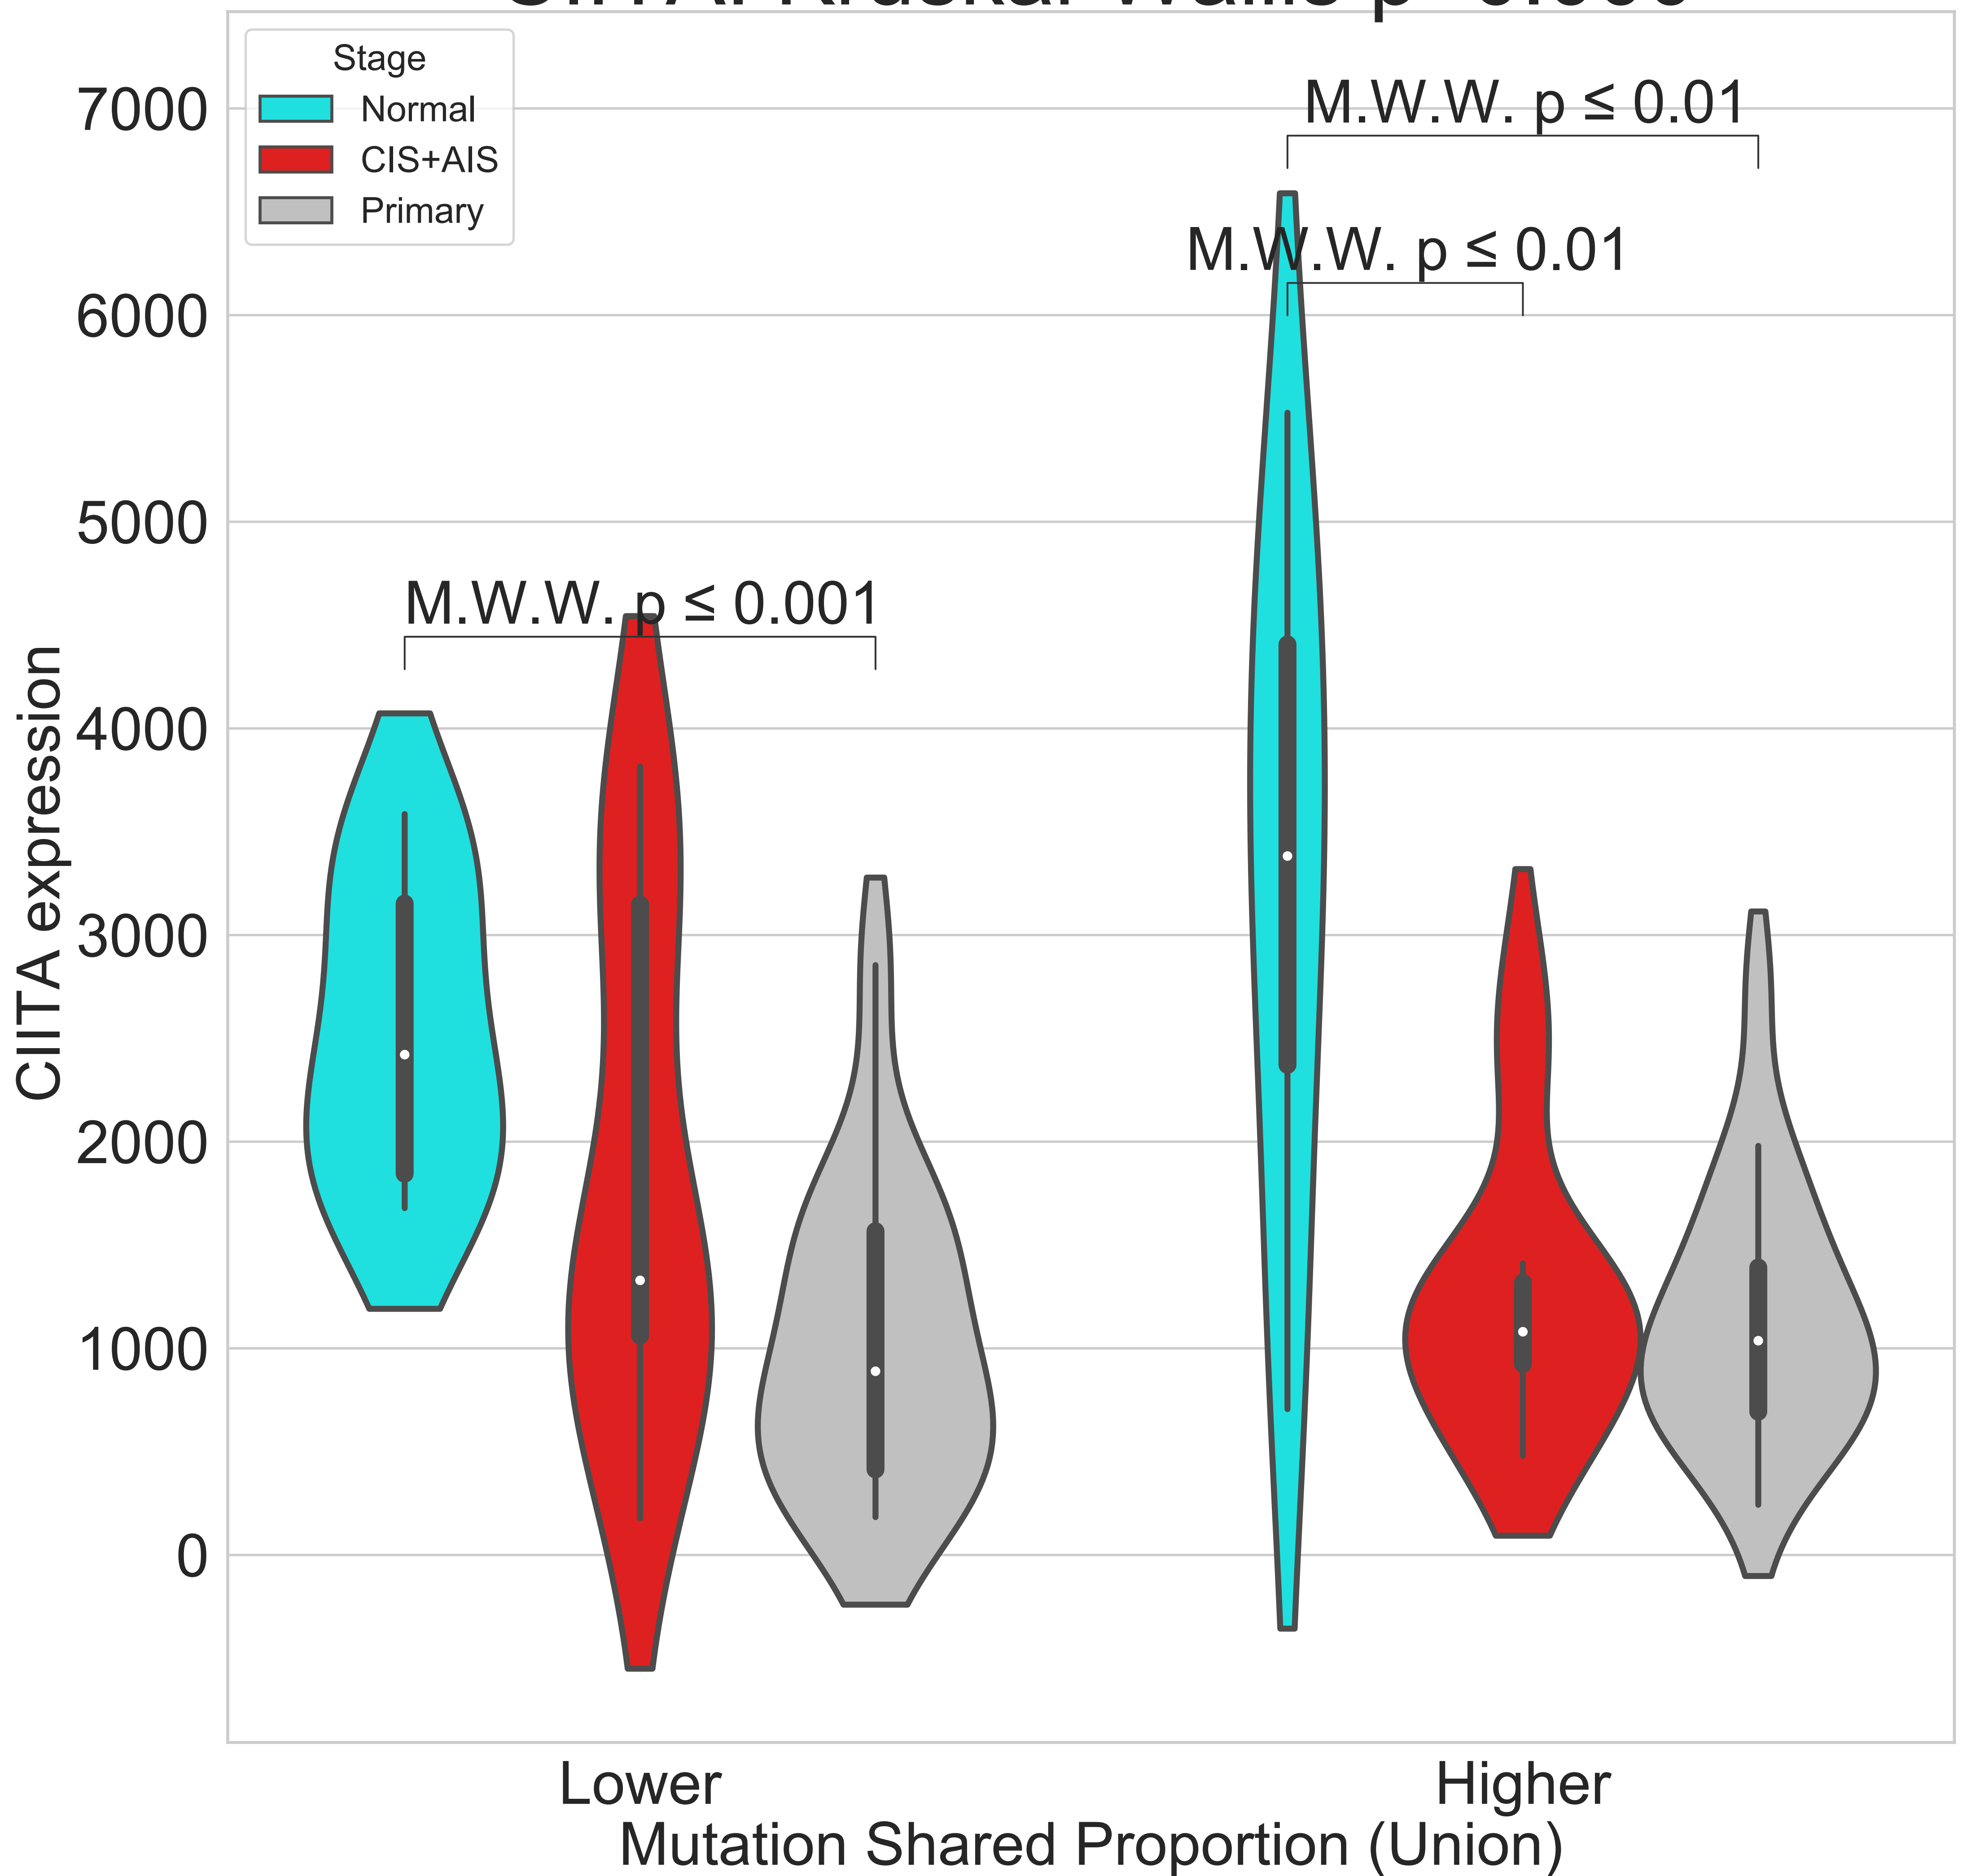 Stage
Normal
CIS+AIS
Primary
M.W.W. p ≤ 0.01
M.W.W. p ≤ 0.01
M.W.W. p ≤ 0.001
7000
6000
5000
4000
3000
2000
1000
0
CIITA expression
Lower
Higher
Mutation Shared Proportion (Union)